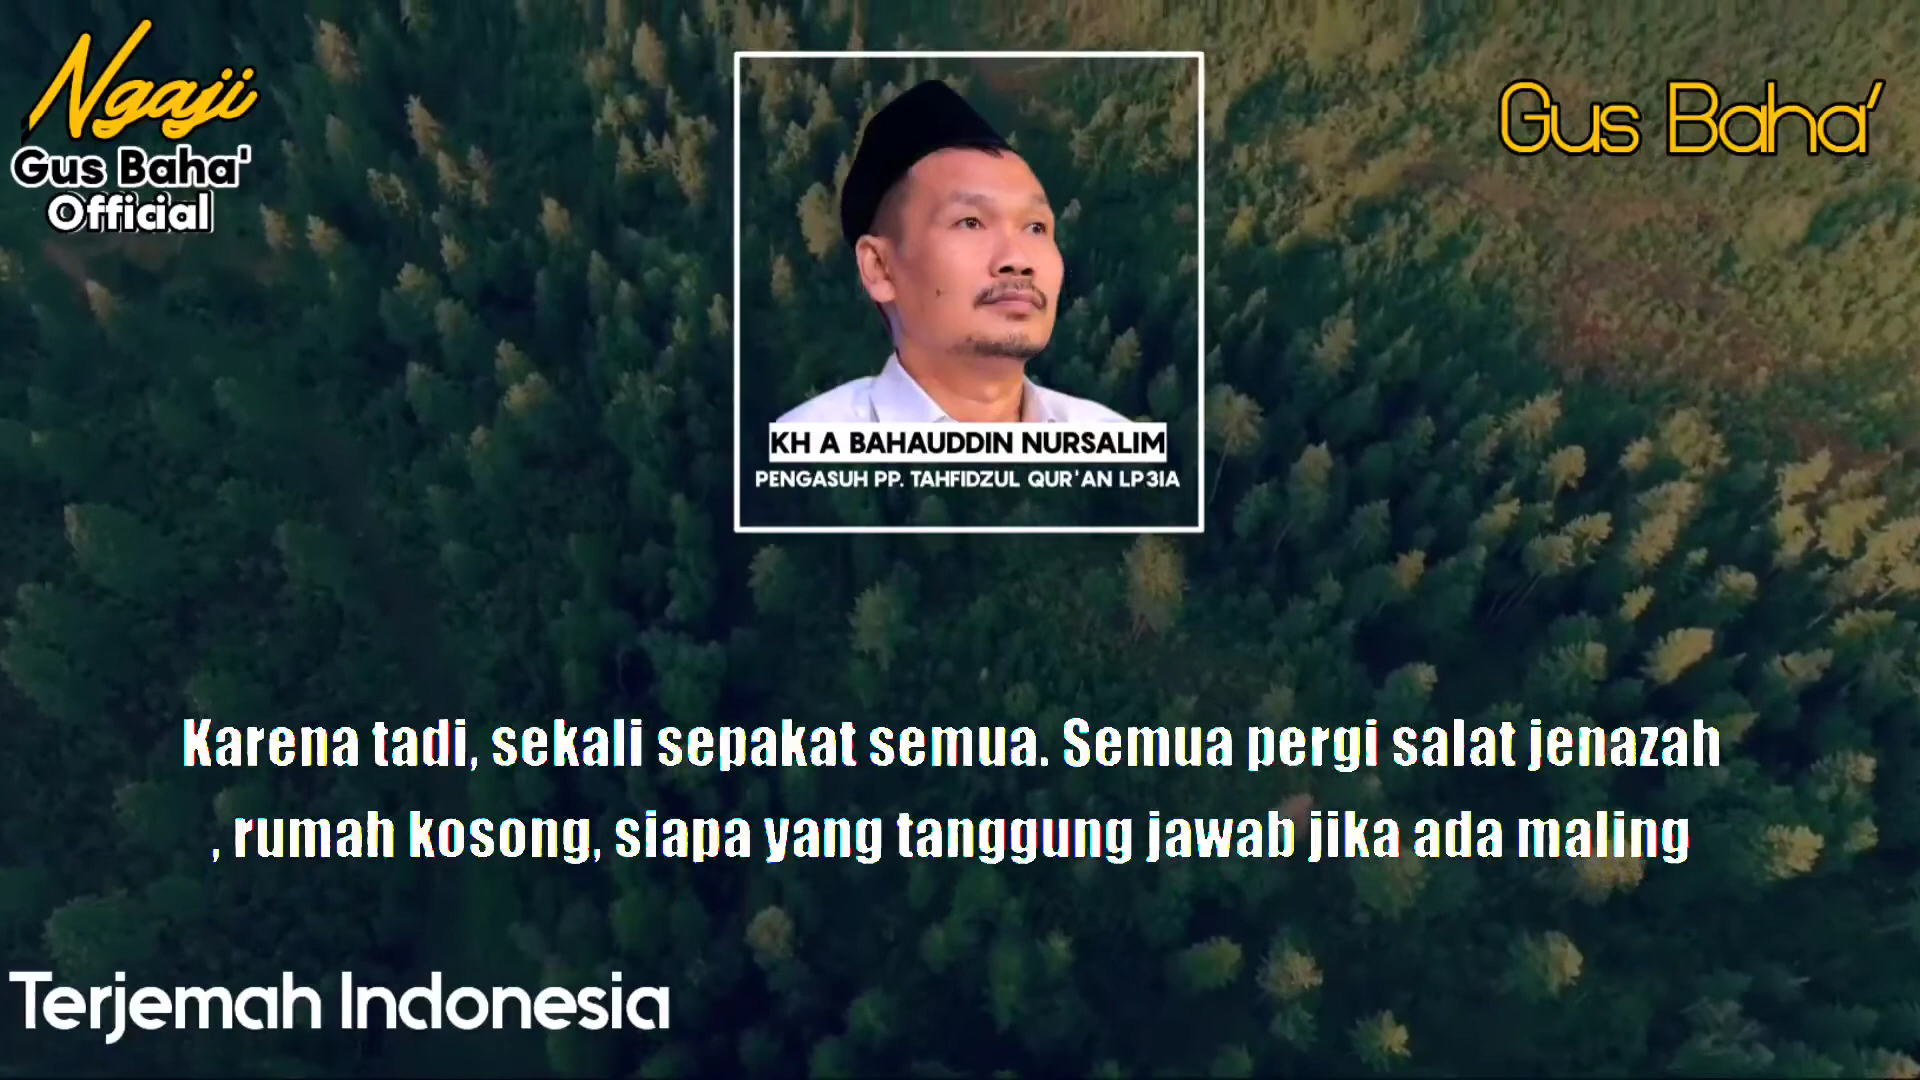 Ngaji
Gus Baha'
Official
Gus Baha'
KH A BAHAUDDIN NURSALIM
PENGASUH PP. TAHFIDZUL QUR'AN LP3IA
Karena tadi, sekali sepakat semua. Semua pergi salat jenazah
, rumah kosong, siapa yang tanggung jawab jika ada maling
Terjemah Indonesia